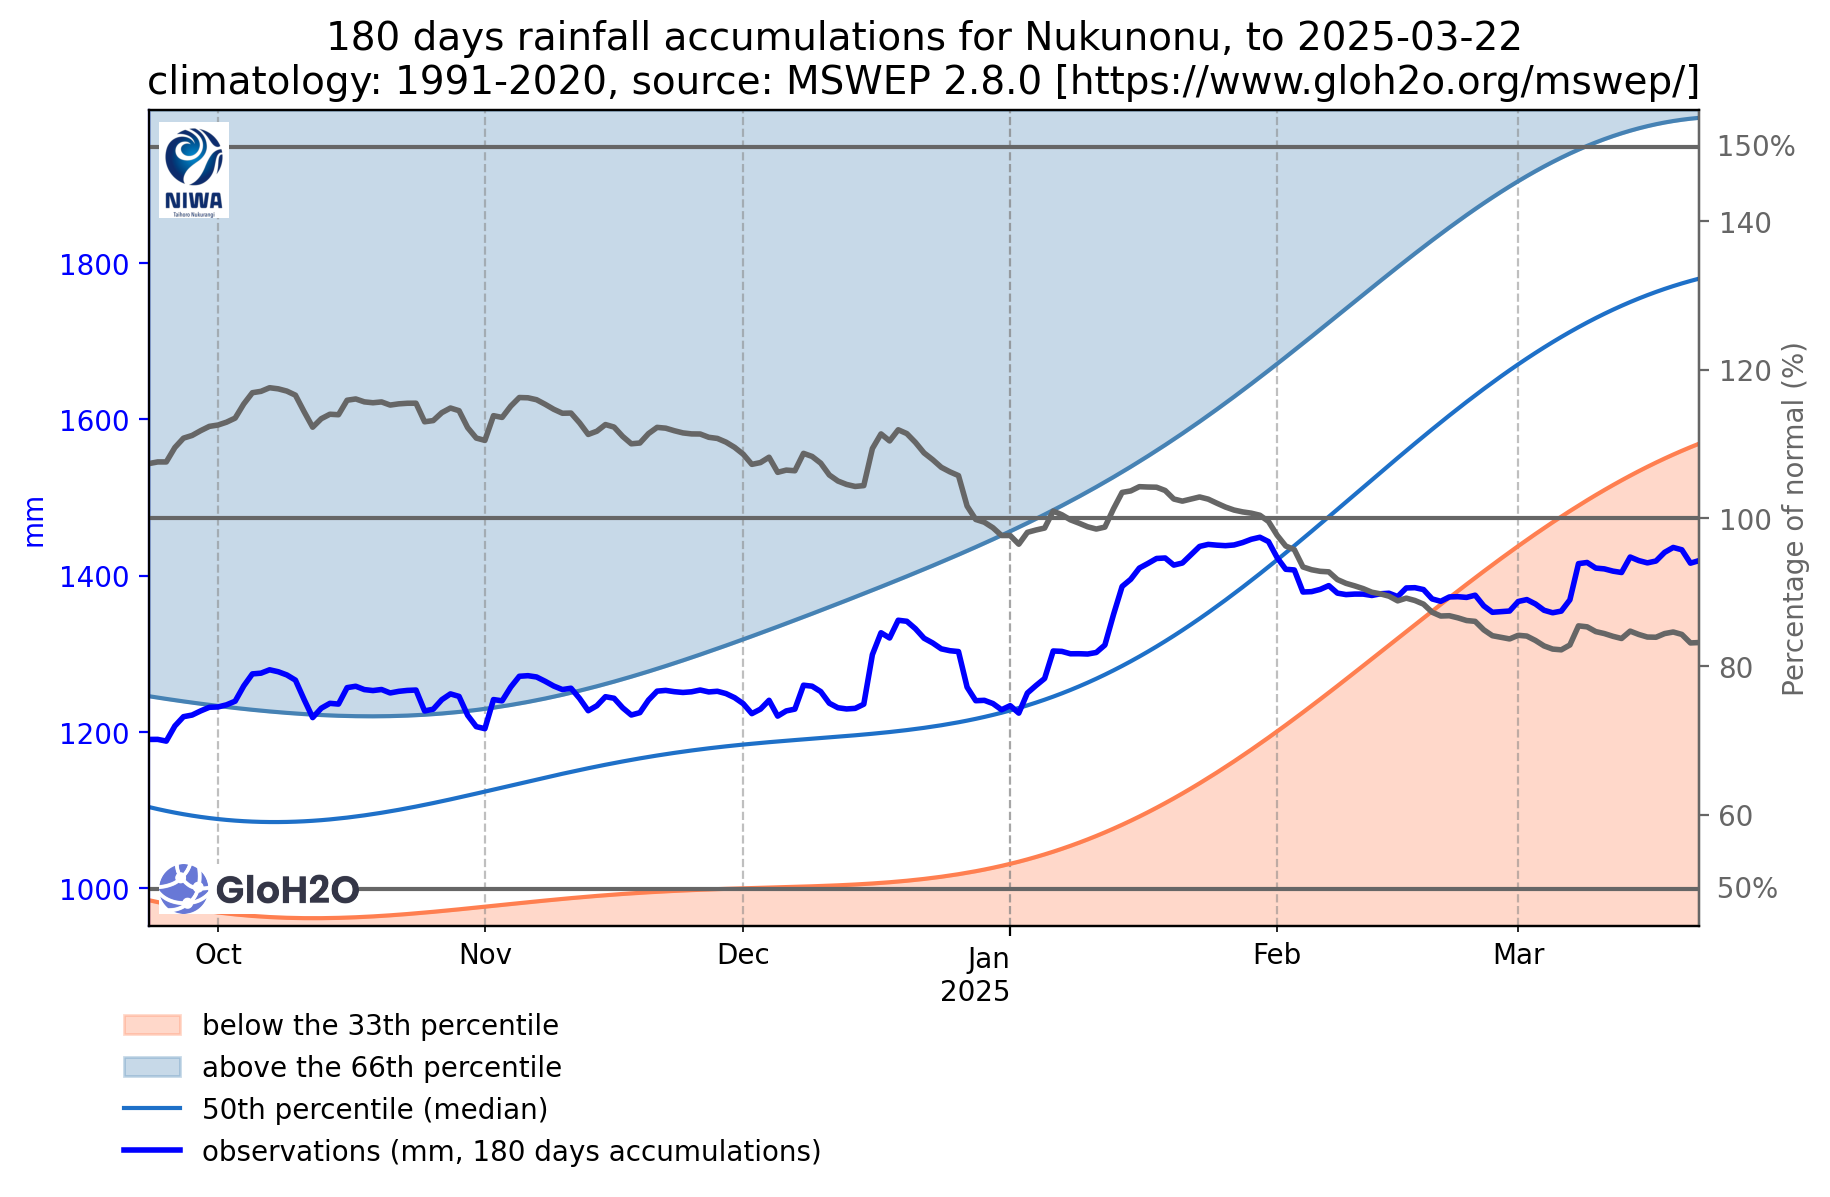 180 days rainfall accumulations for Nukunonu, to 2025-03-22
climatology: 1991-2020, source: MSWEP 2.8.0 [https://www.gloh2o.org/mswep/]
NIWA
Taihoro Nukurangi
150%
140
120
100
80
60
50%
Percentage of normal (%)
1800
1600
1400
1200
1000
mm
GloH2O
Oct
Nov
Dec
Jan
2025
Feb
Mar
below the 33th percentile
above the 66th percentile
50th percentile (median)
observations (mm, 180 days accumulations)